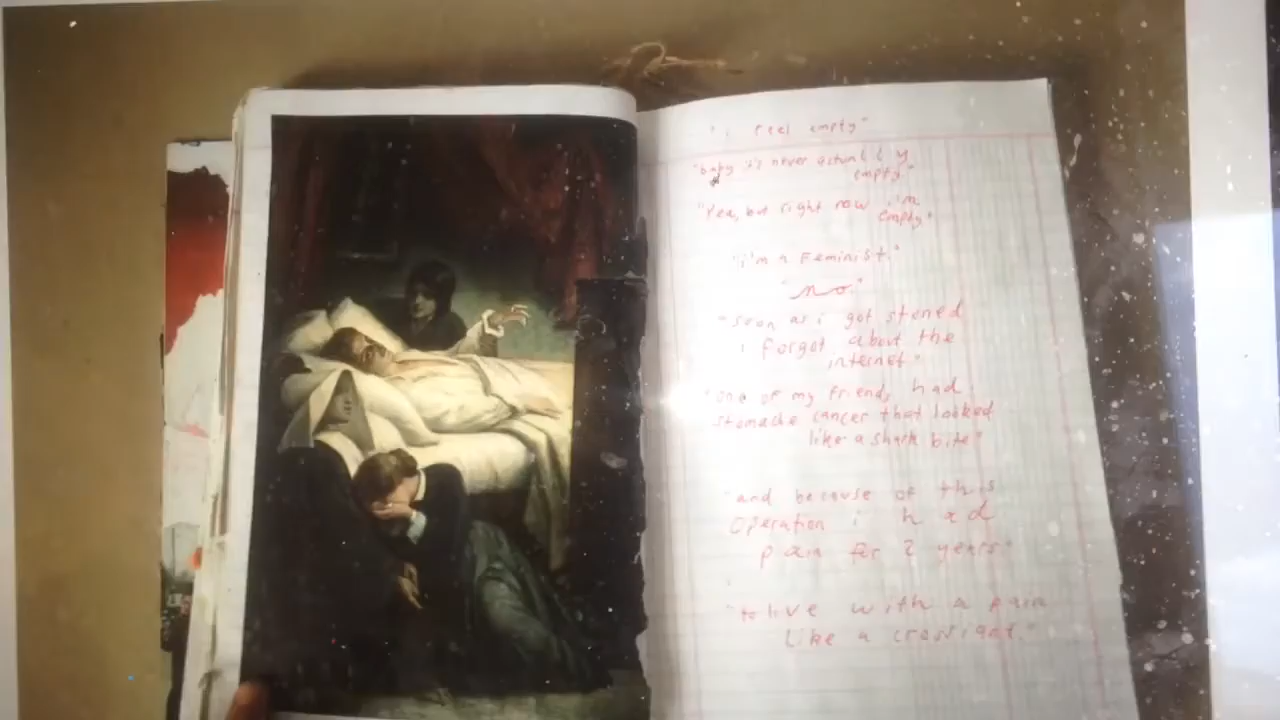 "i feel empty"
"baby it's never actually
empty"
"Yea, but right now i'm
empty"
"i'm a Feminist."
"no."
"soon as i got stoned
i forgot about the
internet"
"one of my friends had
stomache cancer that looked
like a shark bite"
"and because of this
operation i had
pain for 2 years"
"to live with a pain
like a crossiant."